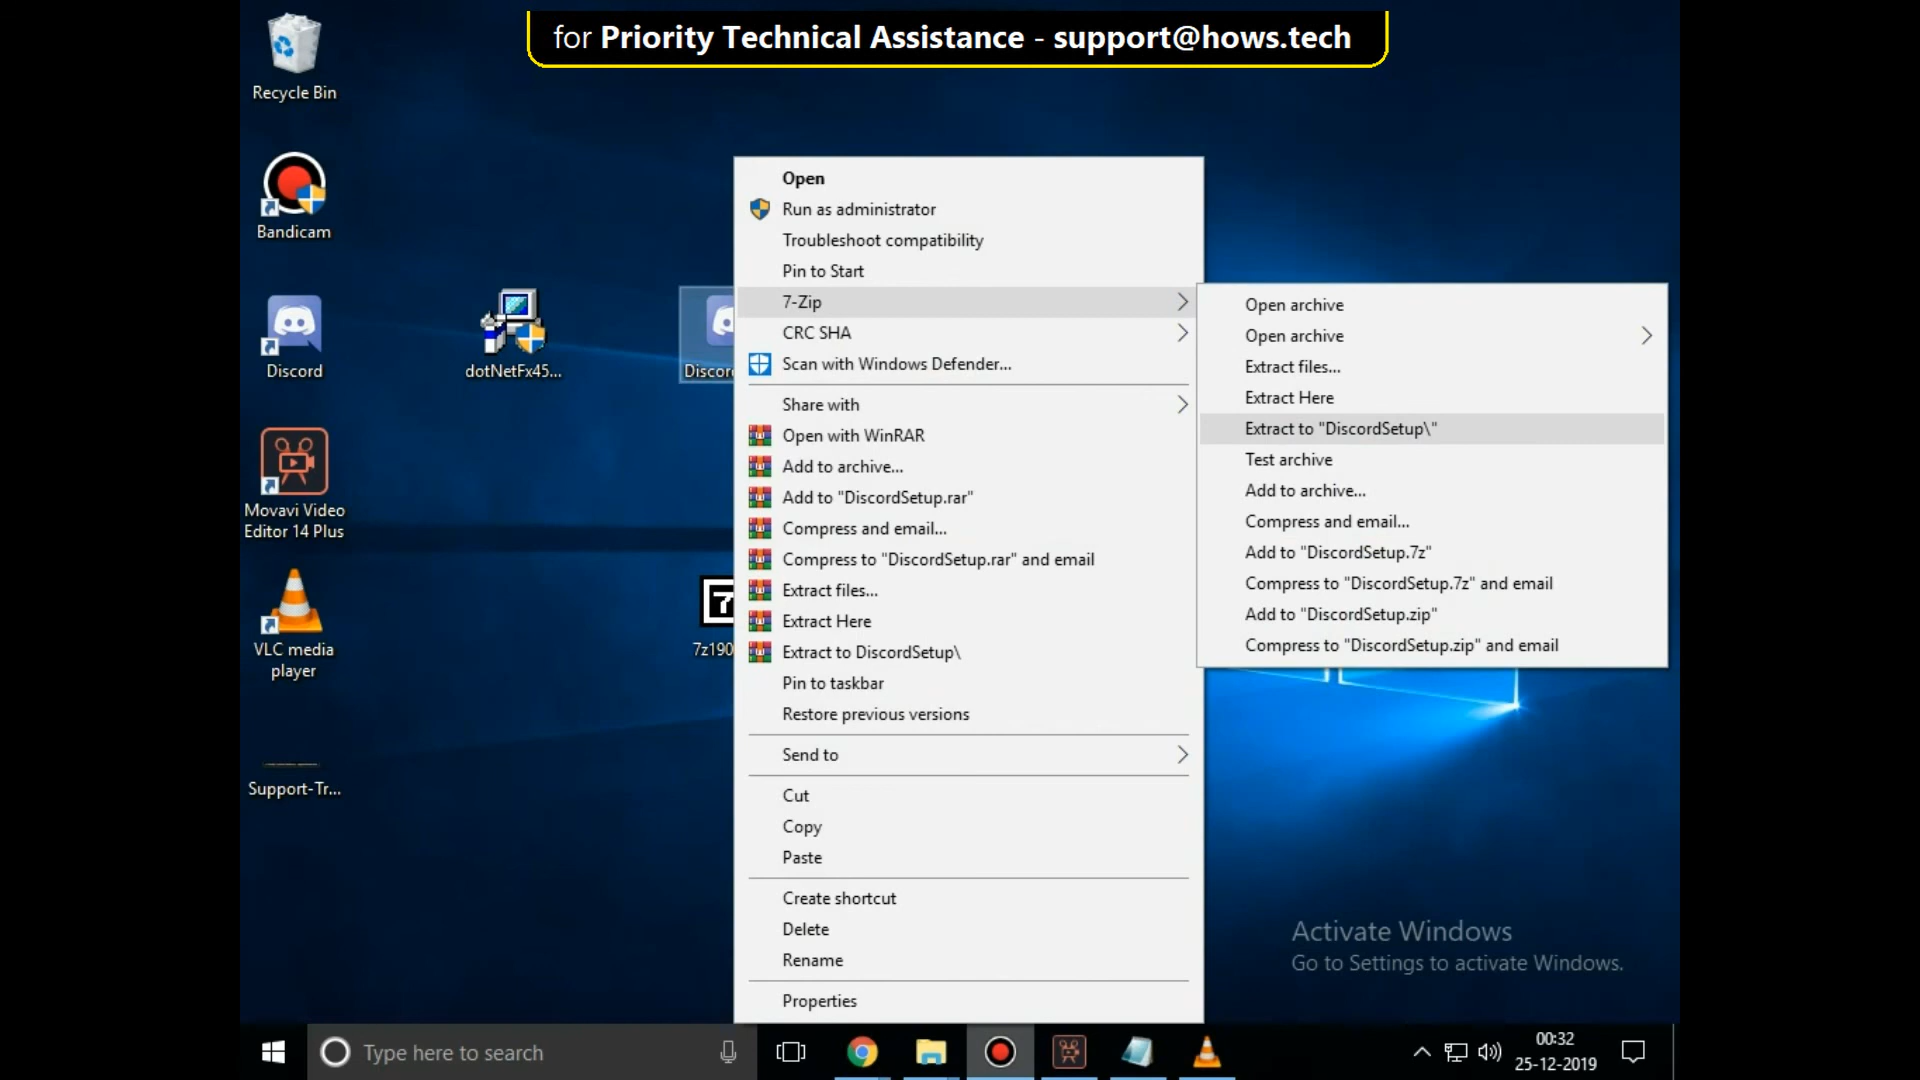 for Priority Technical Assistance - support@hows.tech
Recycle Bin
Bandicam
Discord
Movavi Video
Editor 14 Plus
VLC media
player
Support-Tr...
dotNetFx45...
Discor
7z190
Open
Run as administrator
Troubleshoot compatibility
Pin to Start
7-Zip
CRC SHA
Scan with Windows Defender...
Share with
Open with WinRAR
Add to archive...
Add to "DiscordSetup.rar"
Compress and email...
Compress to "DiscordSetup.rar" and email
Extract files...
Extract Here
Extract to DiscordSetup\
Pin to taskbar
Restore previous versions
Send to
Cut
Copy
Paste
Create shortcut
Delete
Rename
Properties
Open archive
Open archive
Extract files...
Extract Here
Extract to "DiscordSetup\"
Test archive
Add to archive...
Compress and email...
Add to "DiscordSetup.7z"
Compress to "DiscordSetup.7z" and email
Add to "DiscordSetup.zip"
Compress to "DiscordSetup.zip" and email
Activate Windows
Go to Settings to activate Windows.
Type here to search
00:32
25-12-2019